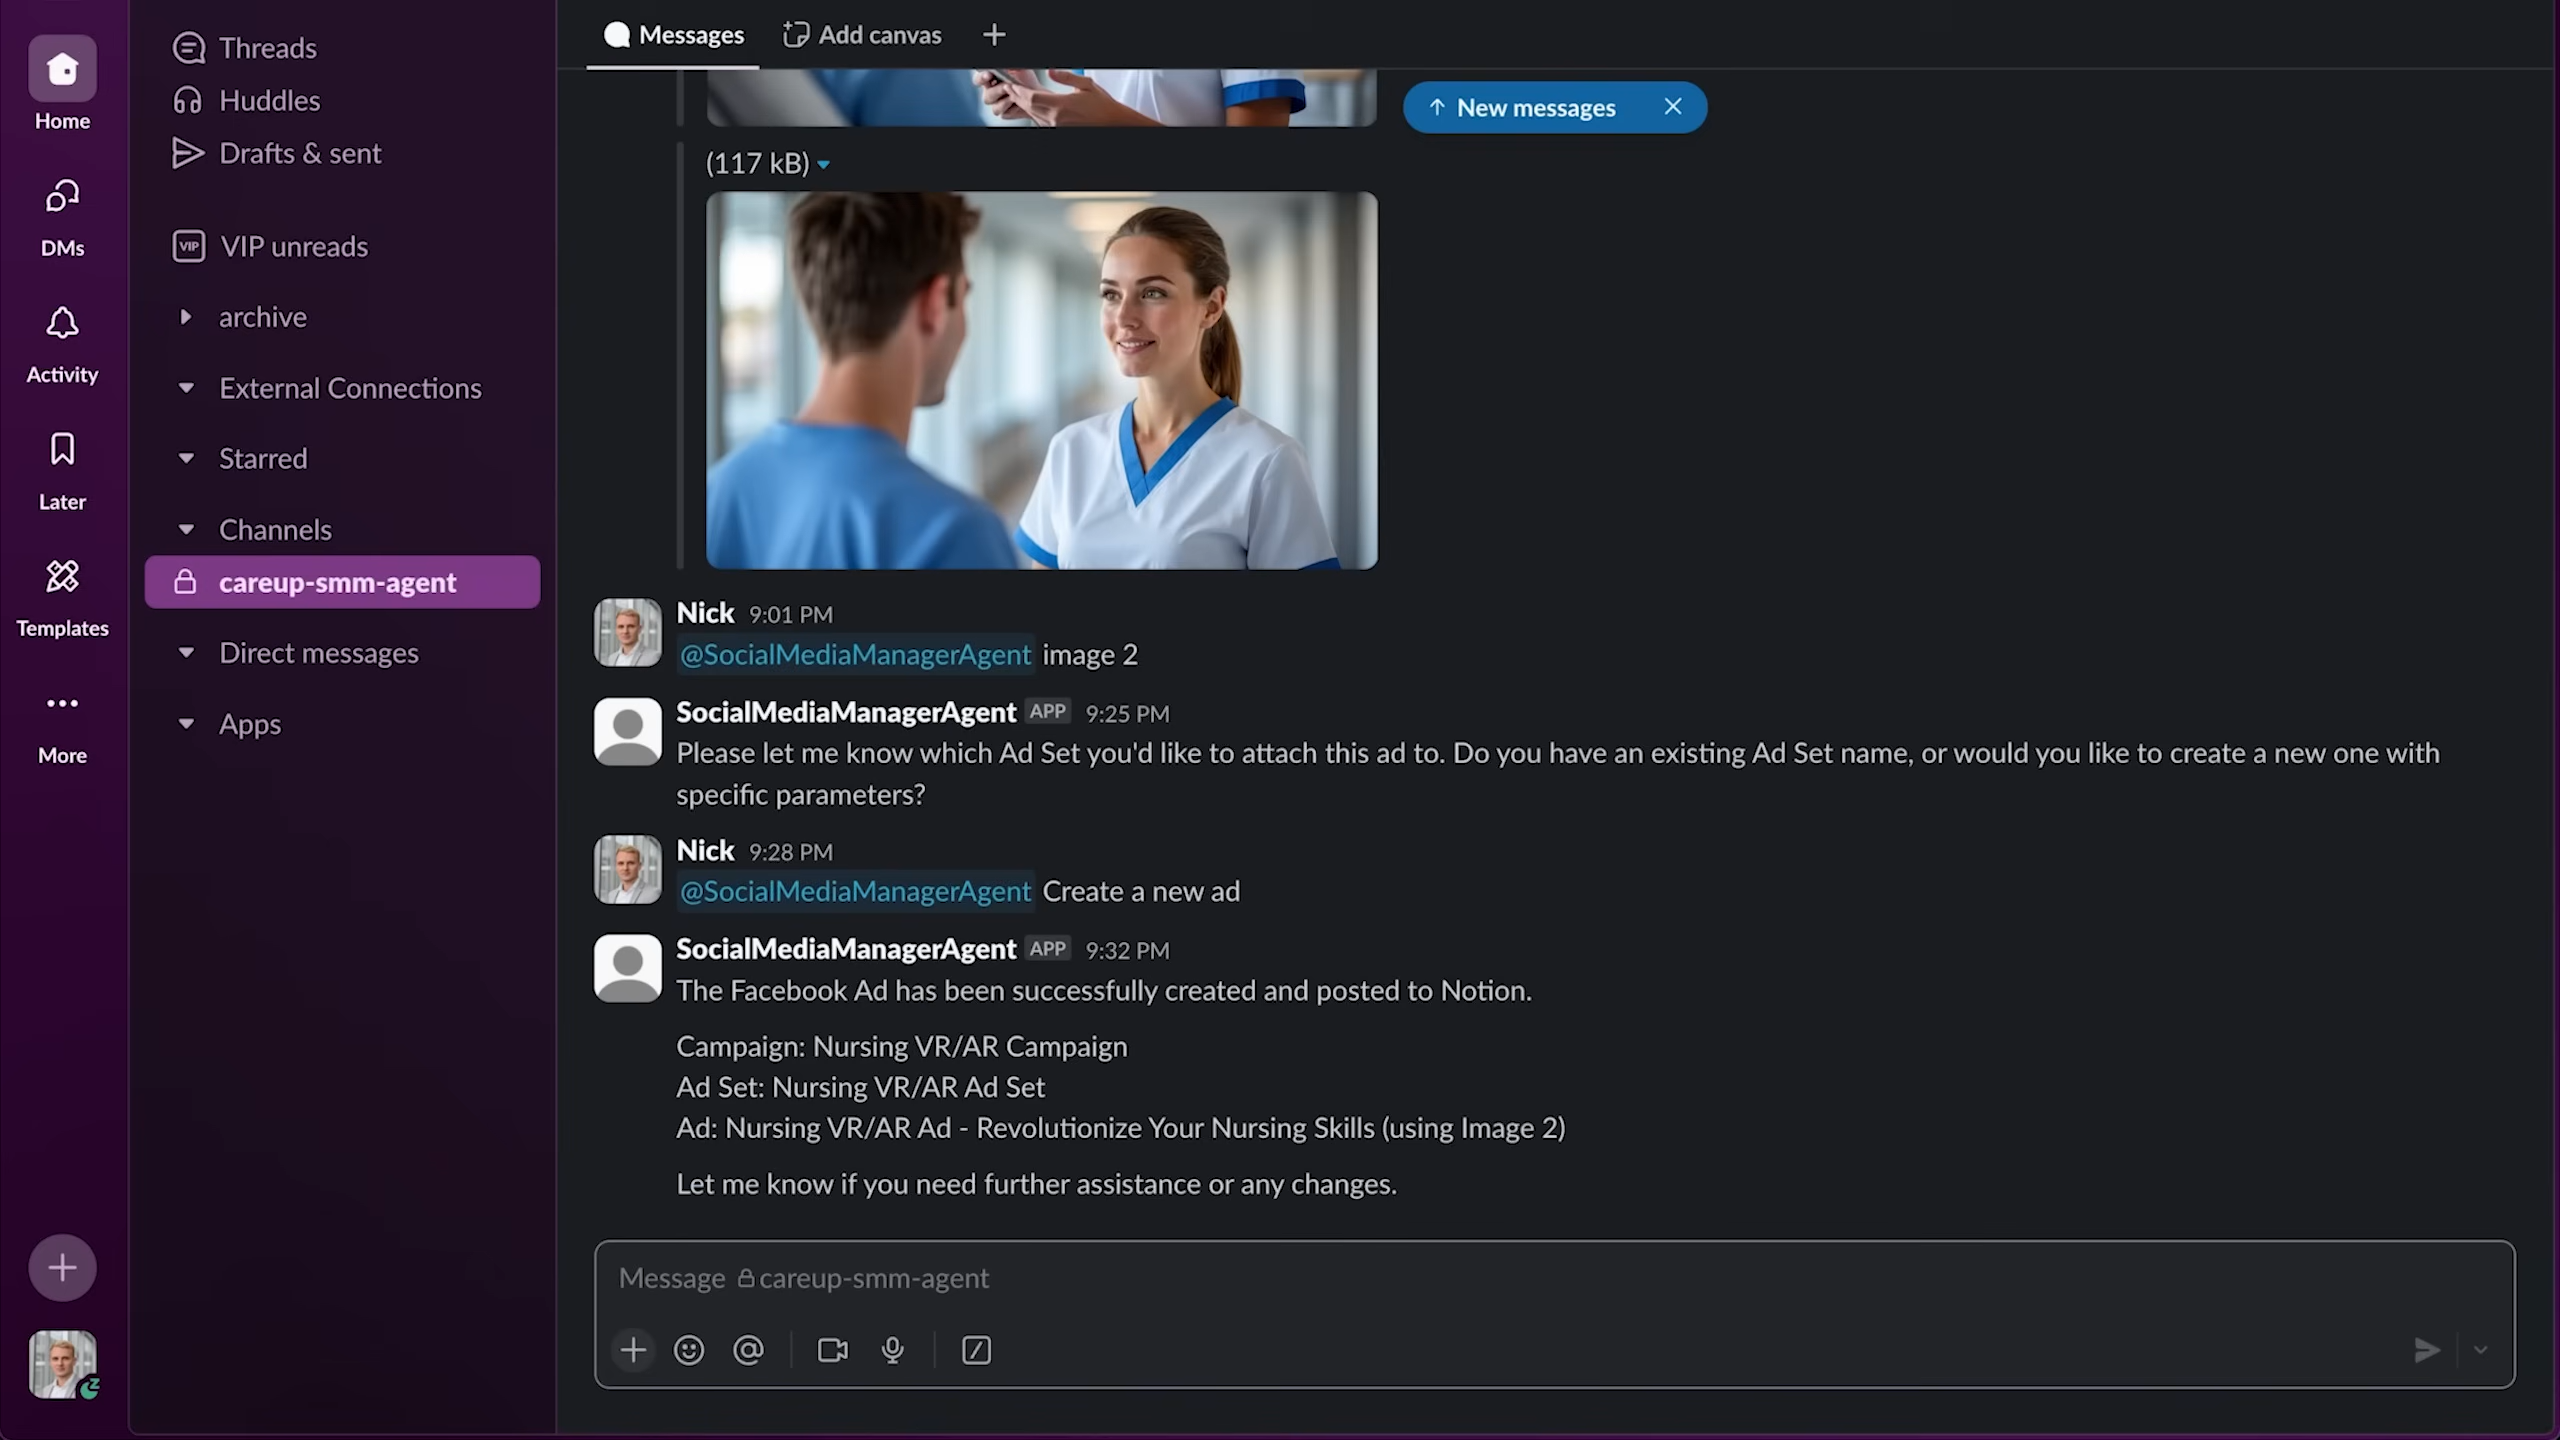 Home
DMs
Activity
Later
Templates
More
Threads
Huddles
Drafts & sent
VIP VIP unreads
archive
External Connections
Starred
Channels
careup-smm-agent
Direct messages
Apps
Messages
Add canvas
New messages
(117 kB)
Nick 9:01 PM
@SocialMediaManagerAgent image 2
SocialMediaManagerAgent APP 9:25 PM
Please let me know which Ad Set you'd like to attach this ad to. Do you have an existing Ad Set name, or would you like to create a new one with
specific parameters?
Nick 9:28 PM
@SocialMediaManagerAgent Create a new ad
SocialMediaManagerAgent APP 9:32 PM
The Facebook Ad has been successfully created and posted to Notion.
Campaign: Nursing VR/AR Campaign
Ad Set: Nursing VR/AR Ad Set
Ad: Nursing VR/AR Ad - Revolutionize Your Nursing Skills (using Image 2)
Let me know if you need further assistance or any changes.
Message careup-smm-agent